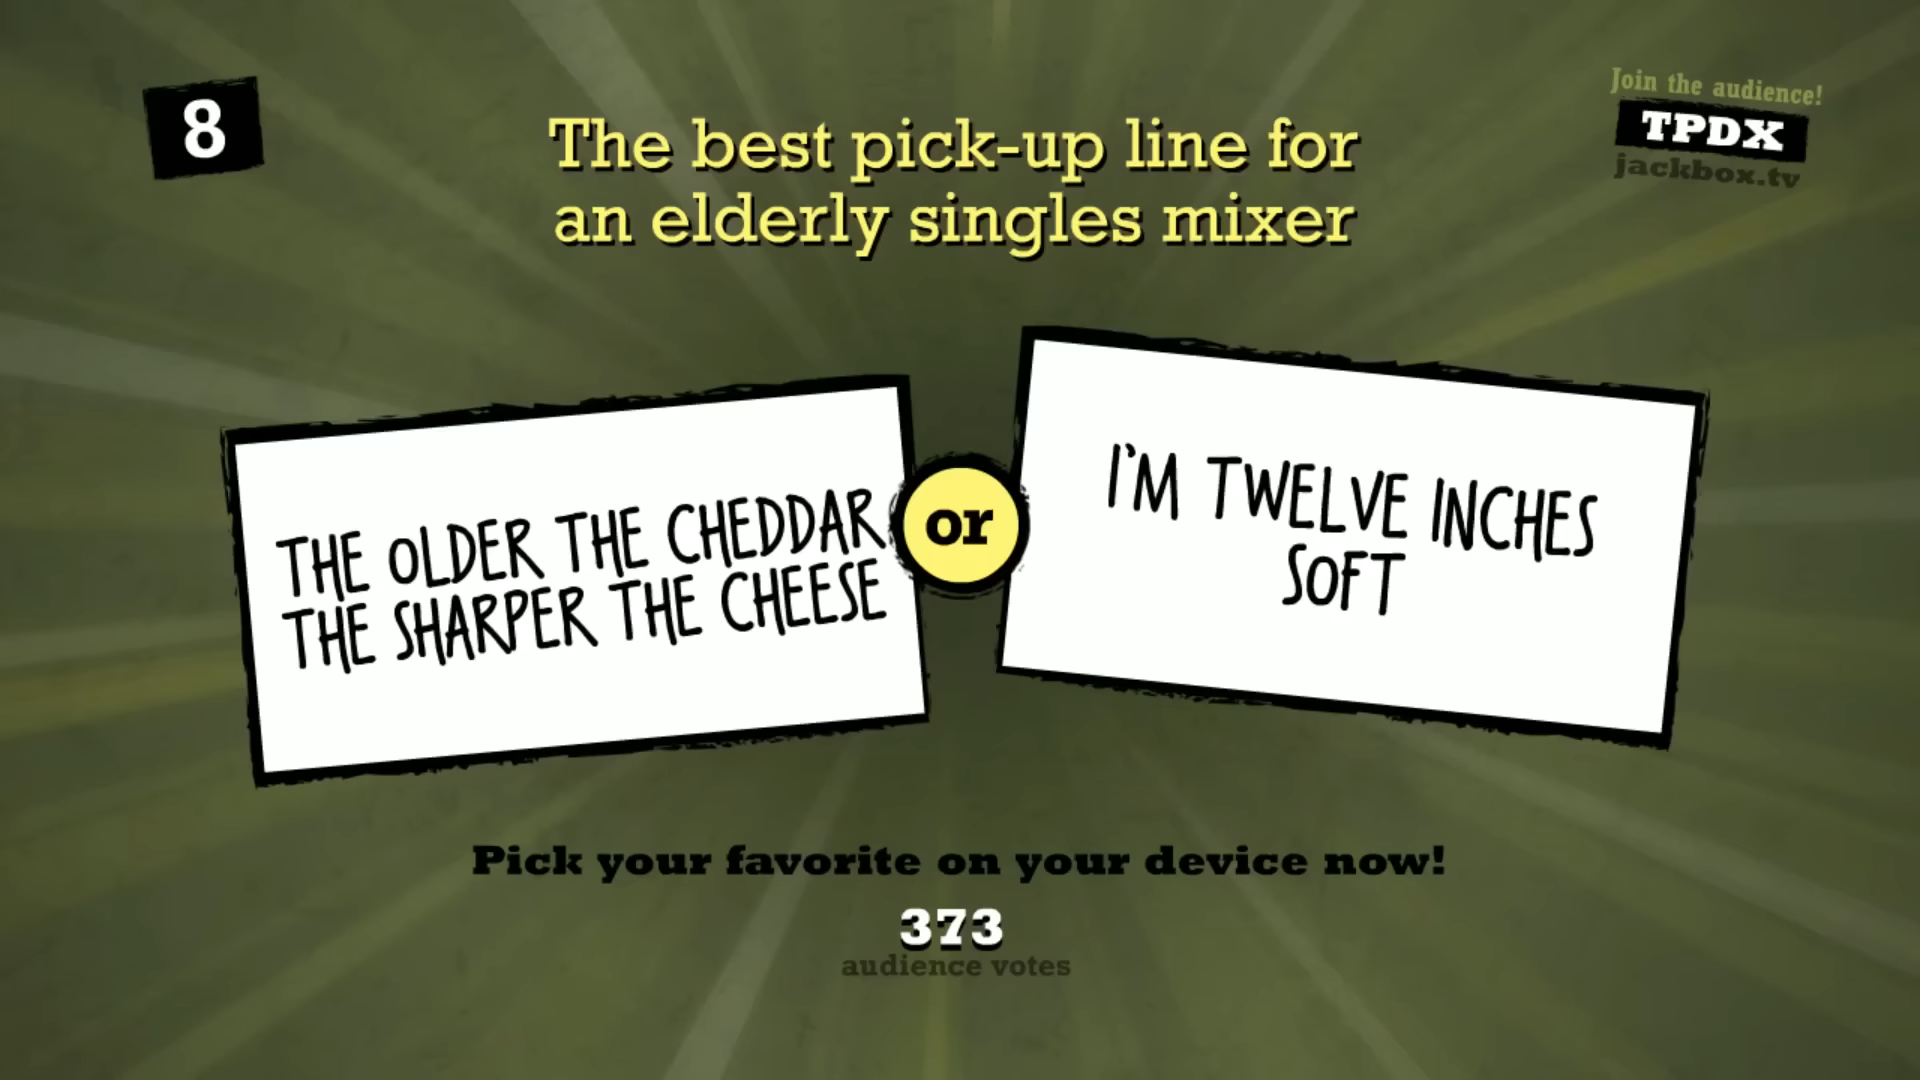 8
The best pick-up line for
an elderly singles mixer
Join the audience!
TPDX
jackbox.tv
THE OLDER THE CHEDDAR
THE SHARPER THE CHEESE
or
I'M TWELVE INCHES
SOFT
Pick your favorite on your device now!
373
audience votes